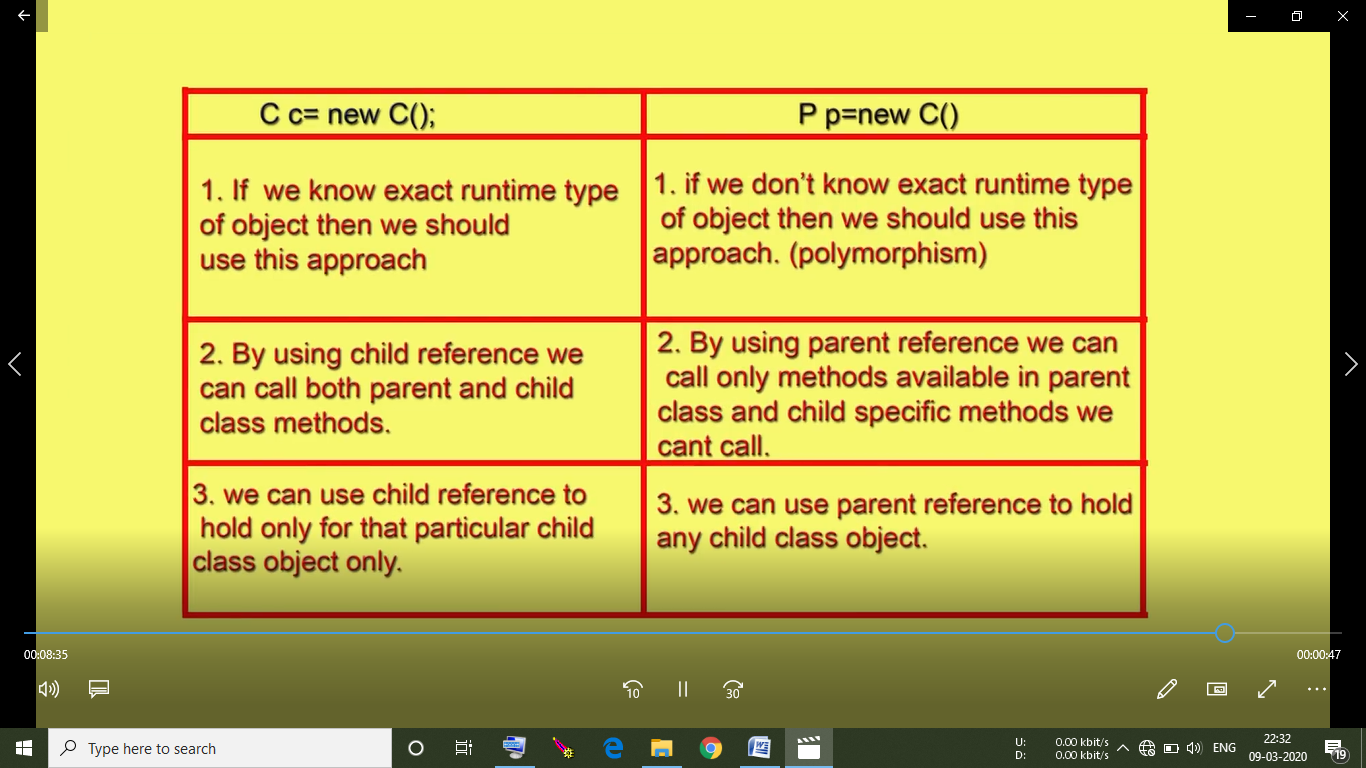 C c= new C();
P p=new C()
1. If  we know exact runtime type
of object then we should
use this approach
1. if we don’t know exact runtime type
of object then we should use this
approach. (polymorphism)
2. By using child reference we
can call both parent and child
class methods.
2. By using parent reference we can
call only methods available in parent
class and child specific methods we
cant call.
3. we can use child reference to
hold only for that particular child
class object only.
3. we can use parent reference to hold
any child class object.
00:08:35
00:00:47
10
30
Type here to search
U: 0.00 kbit/s
D: 0.00 kbit/s
ENG
22:32
09-03-2020
19